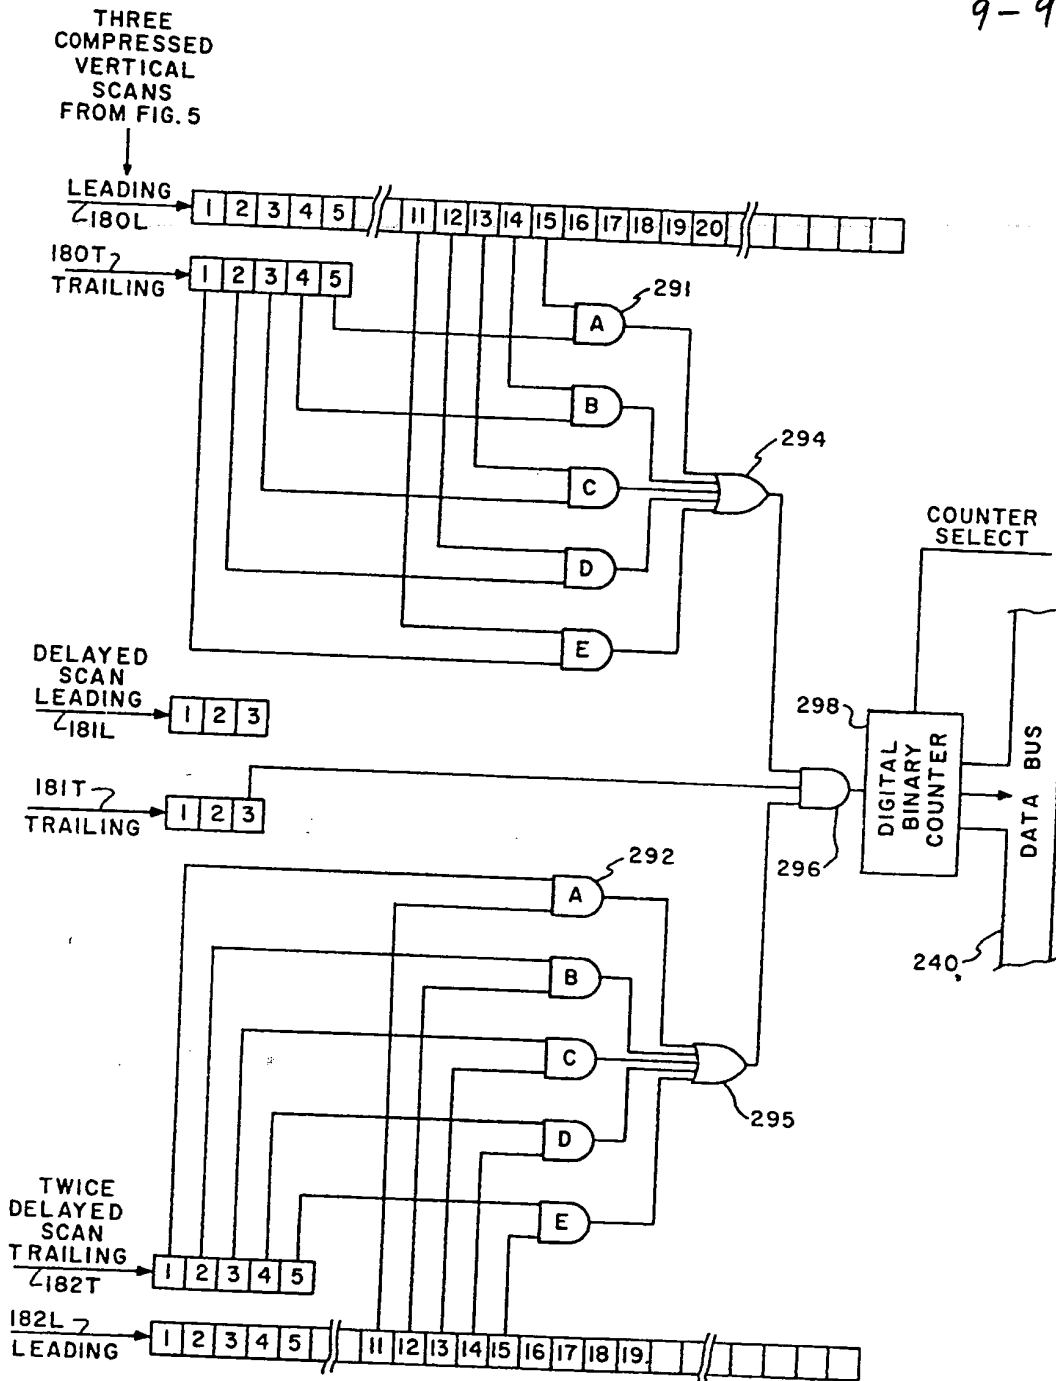 9-9
THREE
COMPRESSED
VERTICAL
SCANS
FROM FIG. 5
LEADING
180L
1 2 3 4 5 11 12 13 14 15 16 17 18 19 20
180T
TRAILING
1 2 3 4 5
291
A
B
C
D
E
294
COUNTER
SELECT
DELAYED
SCAN
LEADING
181L
1 2 3
181T
TRAILING
1 2 3
298
DIGITAL
BINARY
COUNTER
DATA BUS
296
240
292
A
B
C
D
E
295
TWICE
DELAYED
SCAN
TRAILING
182T
1 2 3 4 5
182L
LEADING
1 2 3 4 5 11 12 13 14 15 16 17 18 19